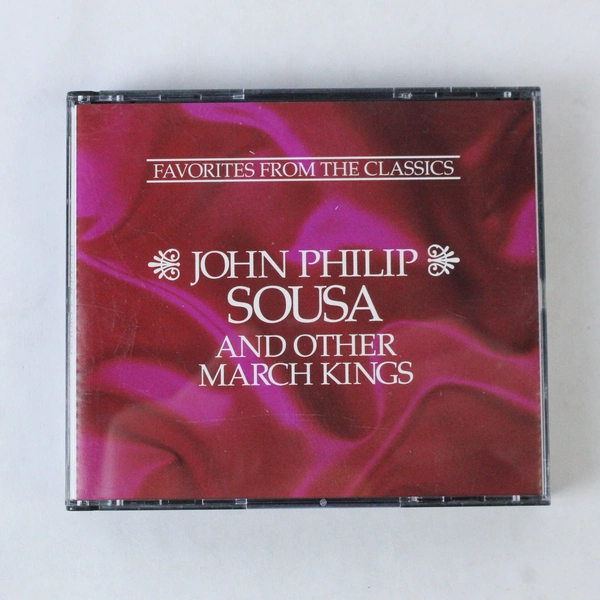 FAVORITES FROM THE CLASSICS
JOHN PHILIP
SOUSA
AND OTHER
MARCH KINGS